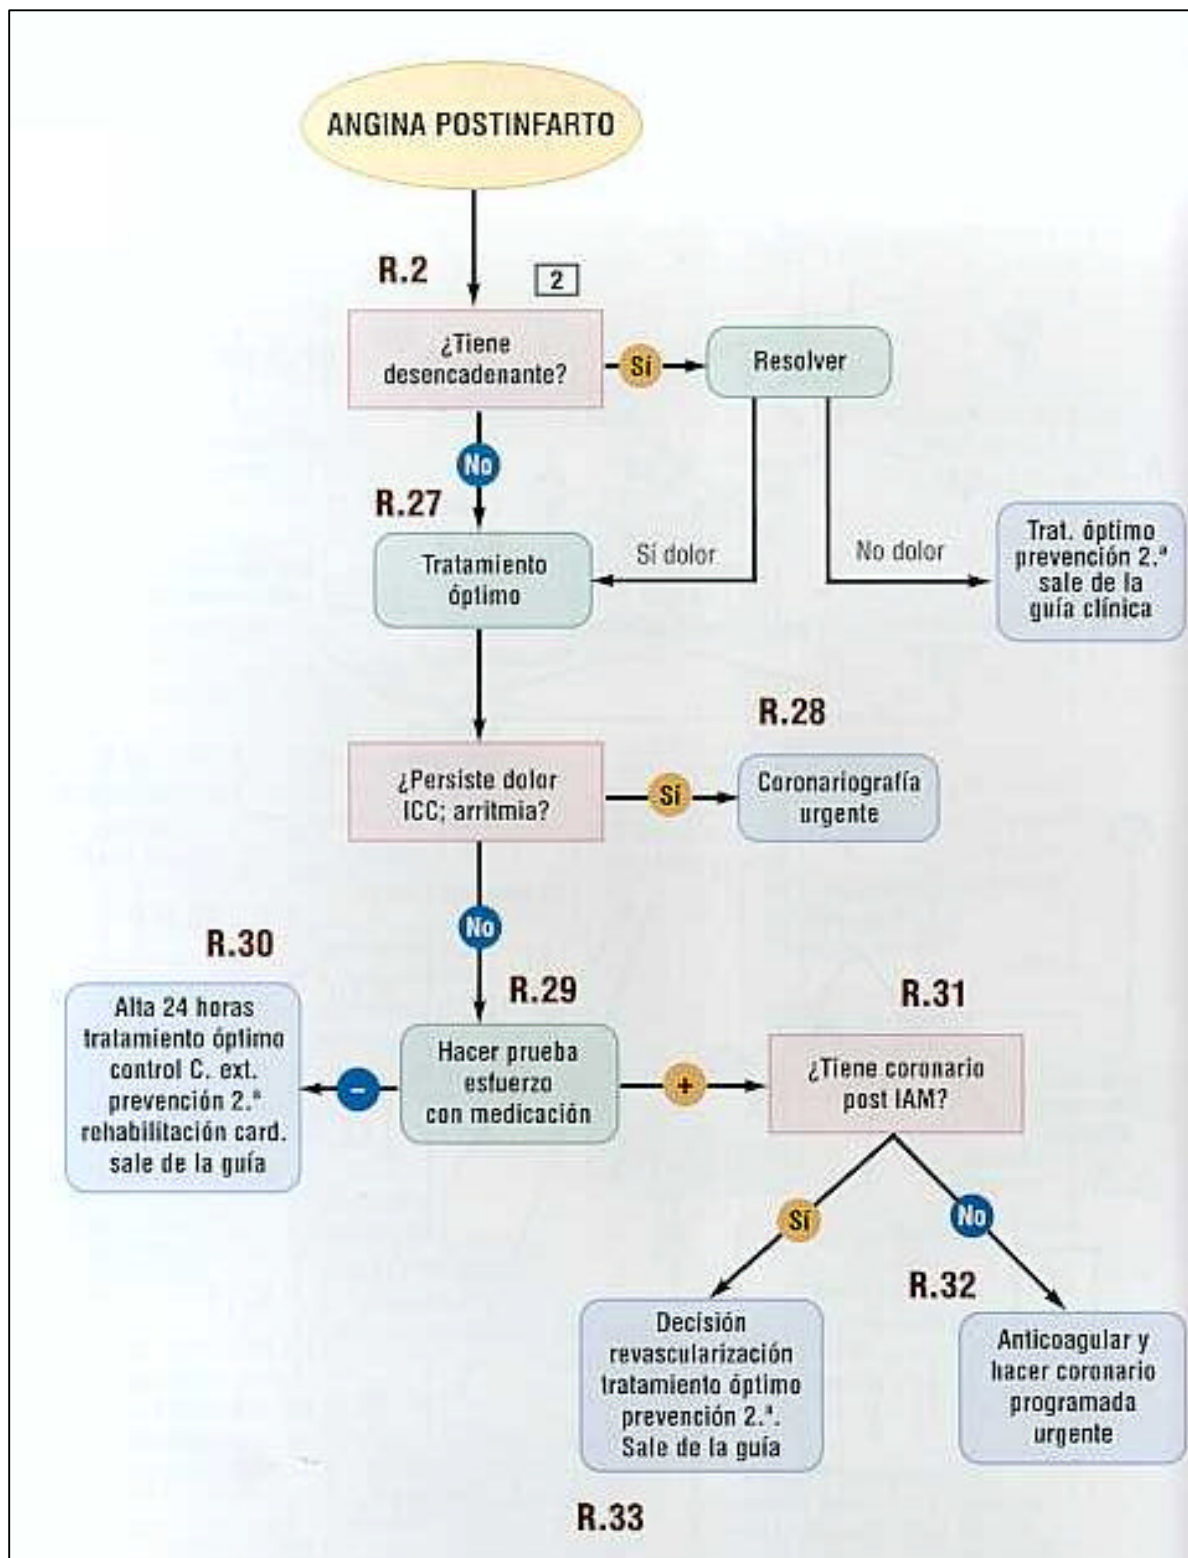 ANGINA POSTINFARTO
R.2
2
¿Tiene
desencadenante?
Sí
Resolver
No
R.27
Tratamiento
óptimo
Sí dolor
No dolor
Trat. óptimo
prevención 2.ª
sale de la
guía clínica
R.28
¿Persiste dolor
ICC; arritmia?
Sí
Coronariografía
urgente
No
R.30
R.29
R.31
Alta 24 horas
tratamiento óptimo
control C. ext.
prevención 2.ª
rehabilitación card.
sale de la guía
–
Hacer prueba
esfuerzo
con medicación
+
¿Tiene coronario
post IAM?
Sí
No
R.32
Decisión
revascularización
tratamiento óptimo
prevención 2.ª.
Sale de la guía
Anticoagular y
hacer coronario
programada
urgente
R.33